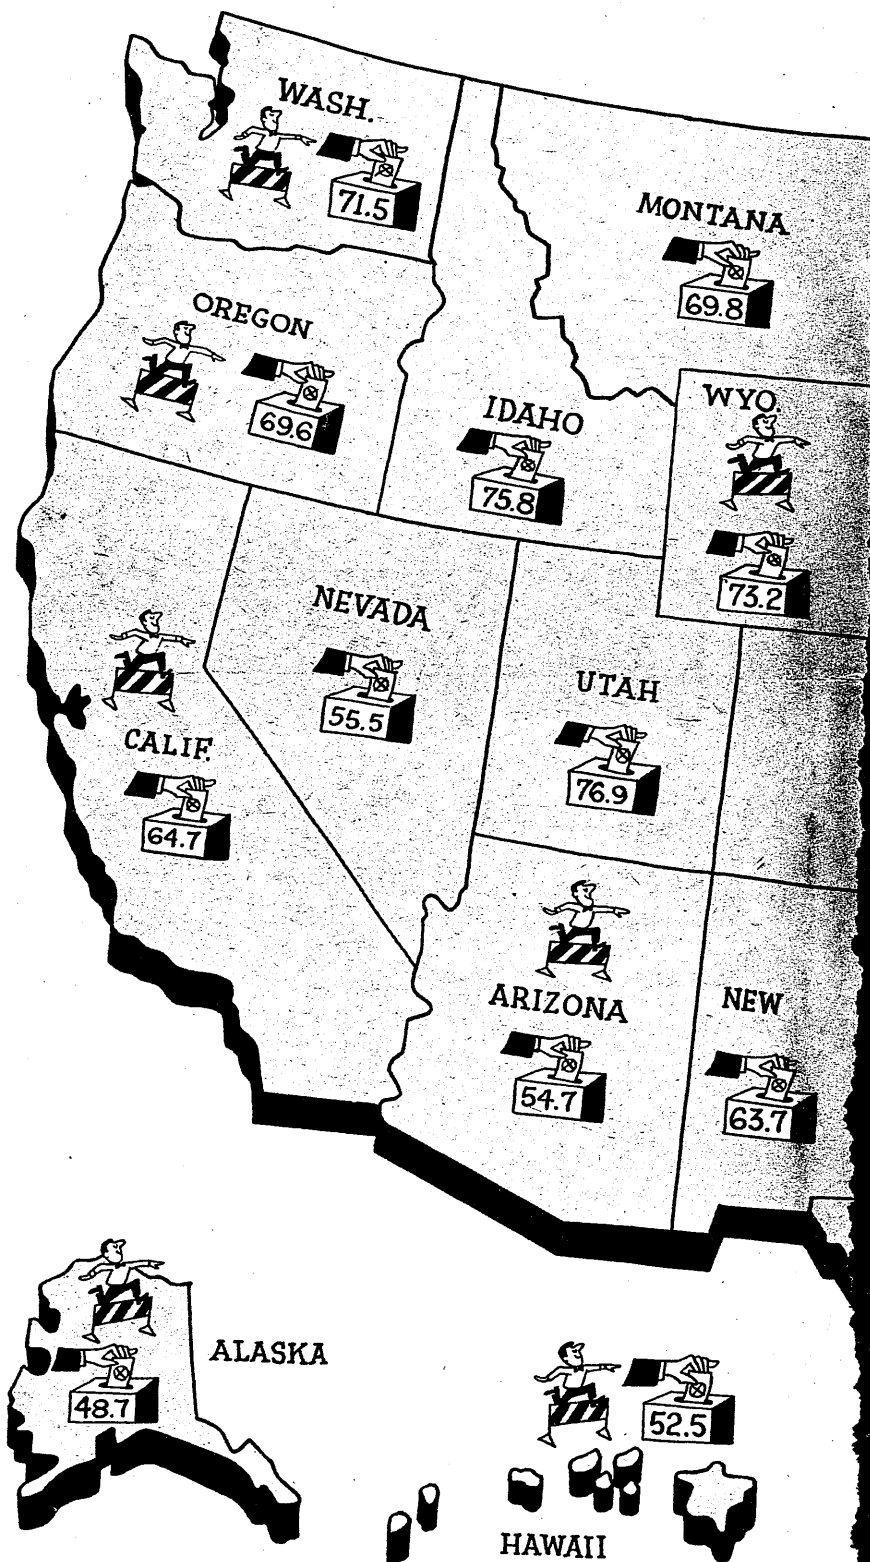 WASH.
71.5
MONTANA
69.8
OREGON
69.6
IDAHO
75.8
WYO.
73.2
NEVADA
55.5
UTAH
76.9
CALIF.
64.7
ARIZONA
54.7
NEW
63.7
ALASKA
48.7
52.5
HAWAII